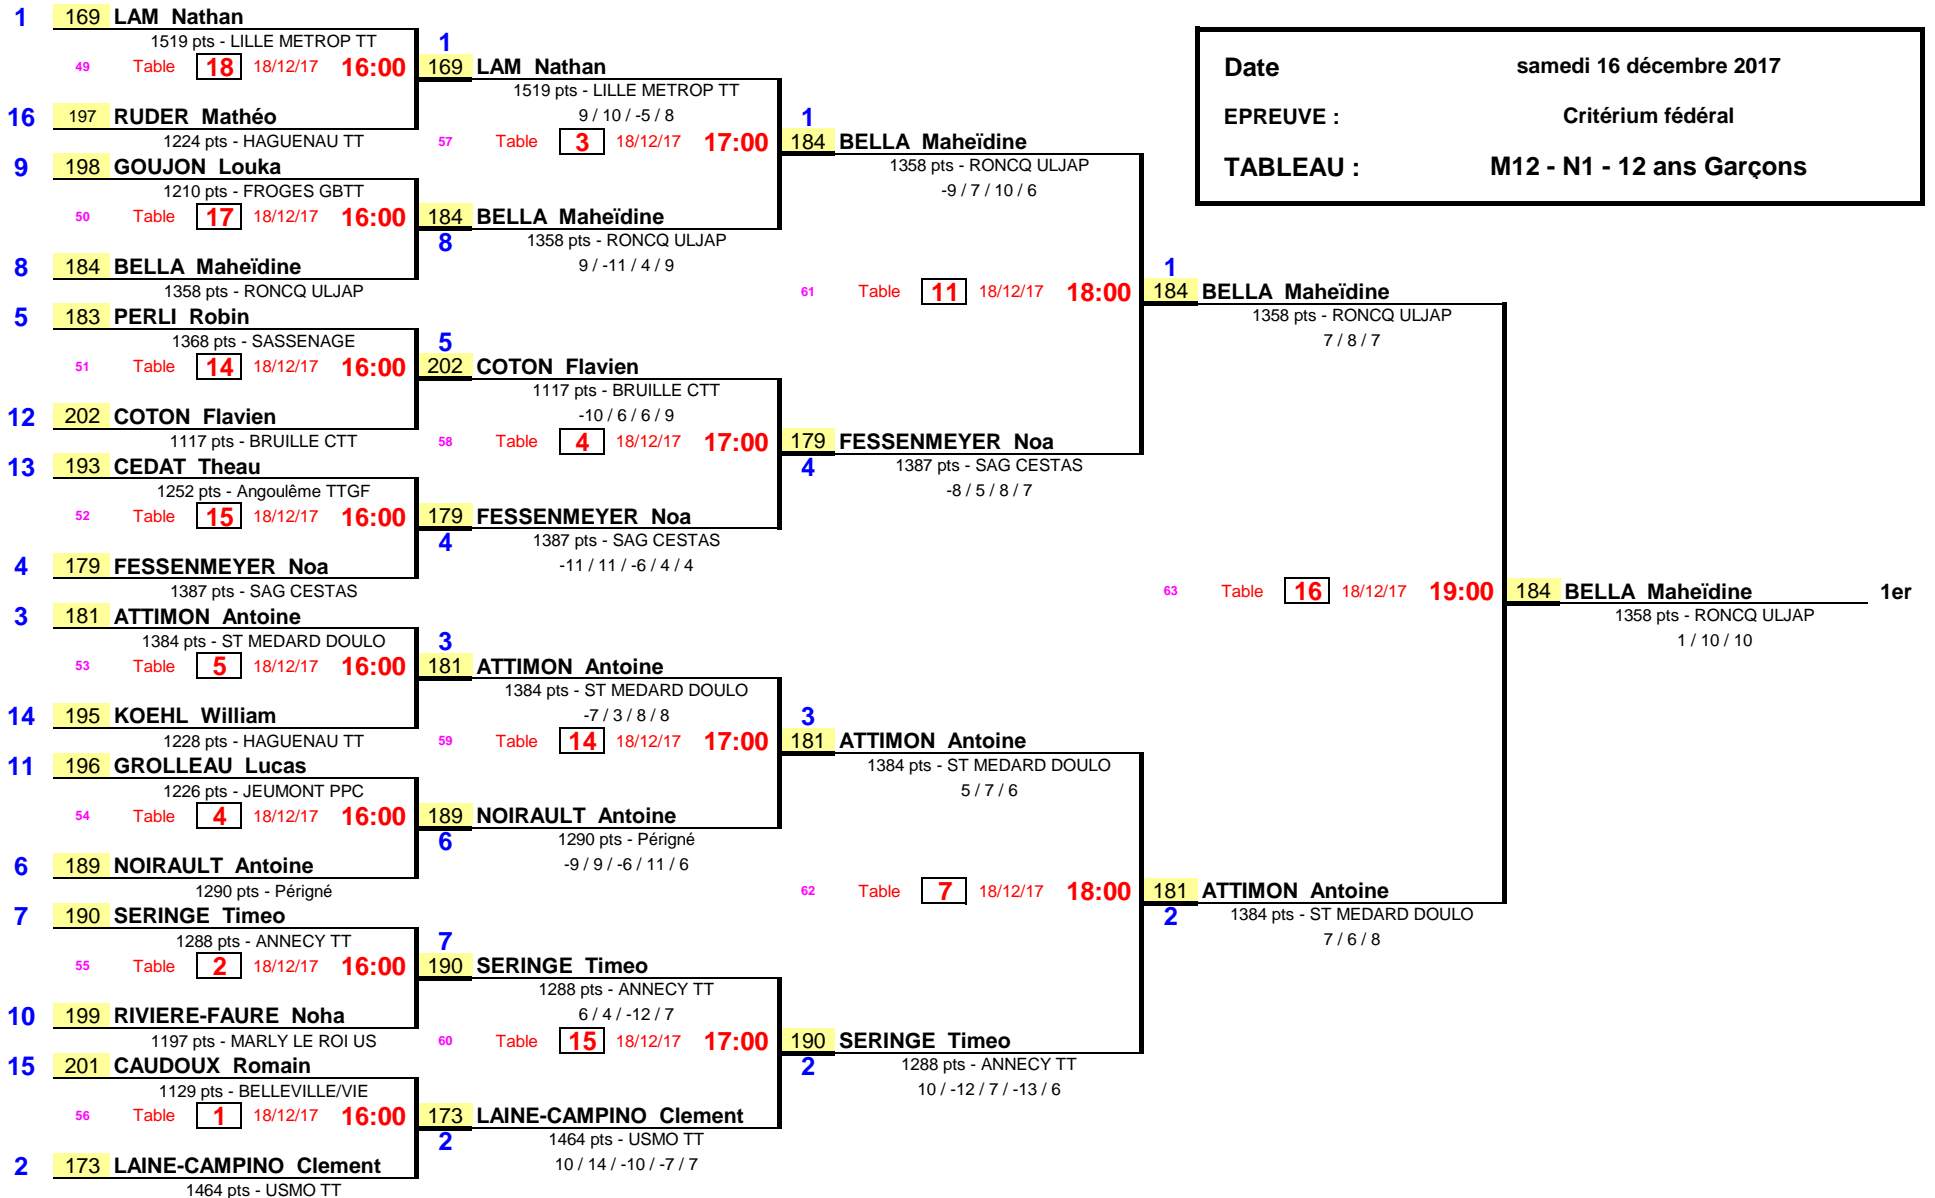 Date samedi 16 décembre 2017
EPREUVE : Critérium fédéral
TABLEAU : M12 - N1 - 12 ans Garçons
1 169 LAM Nathan
1519 pts - LILLE METROP TT
49 Table 18 18/12/17 16:00
16 197 RUDER Mathéo
1224 pts - HAGUENAU TT
9 198 GOUJON Louka
1210 pts - FROGES GBTT
50 Table 17 18/12/17 16:00
8 184 BELLA Maheïdine
1358 pts - RONCQ ULJAP
5 183 PERLI Robin
1368 pts - SASSENAGE
51 Table 14 18/12/17 16:00
12 202 COTON Flavien
1117 pts - BRUILLE CTT
13 193 CEDAT Theau
1252 pts - Angoulême TTGF
52 Table 15 18/12/17 16:00
4 179 FESSENMEYER Noa
1387 pts - SAG CESTAS
3 181 ATTIMON Antoine
1384 pts - ST MEDARD DOULO
53 Table 5 18/12/17 16:00
14 195 KOEHL William
1228 pts - HAGUENAU TT
11 196 GROLLEAU Lucas
1226 pts - JEUMONT PPC
54 Table 4 18/12/17 16:00
6 189 NOIRAULT Antoine
1290 pts - Périgné
7 190 SERINGE Timeo
1288 pts - ANNECY TT
55 Table 2 18/12/17 16:00
10 199 RIVIERE-FAURE Noha
1197 pts - MARLY LE ROI US
15 201 CAUDOUX Romain
1129 pts - BELLEVILLE/VIE
56 Table 1 18/12/17 16:00
2 173 LAINE-CAMPINO Clement
1464 pts - USMO TT
1
169 LAM Nathan
1519 pts - LILLE METROP TT
9 / 10 / -5 / 8
57 Table 3 18/12/17 17:00
184 BELLA Maheïdine
8
1358 pts - RONCQ ULJAP
9 / -11 / 4 / 9
5
202 COTON Flavien
1117 pts - BRUILLE CTT
-10 / 6 / 6 / 9
58 Table 4 18/12/17 17:00
179 FESSENMEYER Noa
4
1387 pts - SAG CESTAS
-11 / 11 / -6 / 4 / 4
3
181 ATTIMON Antoine
1384 pts - ST MEDARD DOULO
-7 / 3 / 8 / 8
59 Table 14 18/12/17 17:00
189 NOIRAULT Antoine
6
1290 pts - Périgné
-9 / 9 / -6 / 11 / 6
7
190 SERINGE Timeo
1288 pts - ANNECY TT
6 / 4 / -12 / 7
60 Table 15 18/12/17 17:00
173 LAINE-CAMPINO Clement
2
1464 pts - USMO TT
10 / 14 / -10 / -7 / 7
1
184 BELLA Maheïdine
1358 pts - RONCQ ULJAP
-9 / 7 / 10 / 6
61 Table 11 18/12/17 18:00
179 FESSENMEYER Noa
4
1387 pts - SAG CESTAS
-8 / 5 / 8 / 7
3
181 ATTIMON Antoine
1384 pts - ST MEDARD DOULO
5 / 7 / 6
62 Table 7 18/12/17 18:00
190 SERINGE Timeo
2
1288 pts - ANNECY TT
10 / -12 / 7 / -13 / 6
1
184 BELLA Maheïdine
1358 pts - RONCQ ULJAP
7 / 8 / 7
63 Table 16 18/12/17 19:00
181 ATTIMON Antoine
2
1384 pts - ST MEDARD DOULO
7 / 6 / 8
184 BELLA Maheïdine 1er
1358 pts - RONCQ ULJAP
1 / 10 / 10